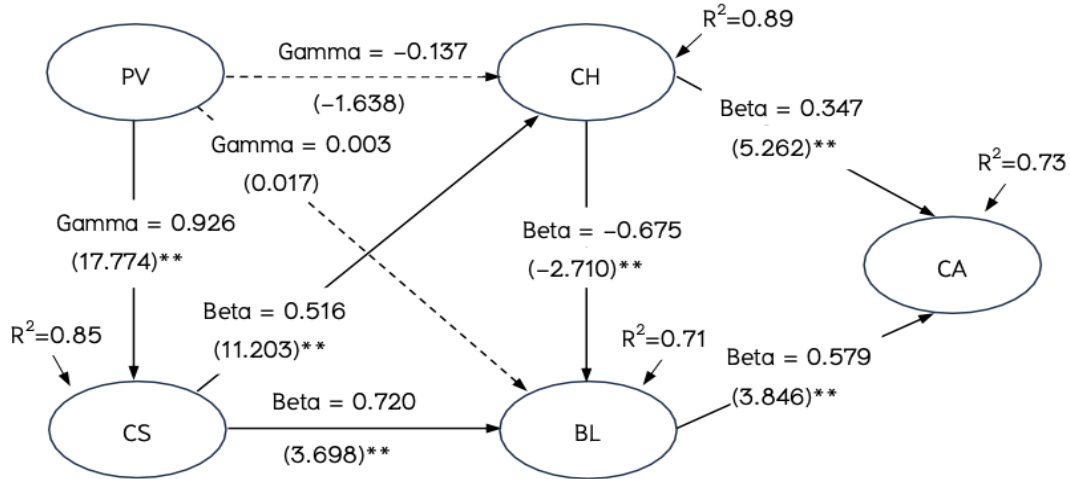 R²=0.89
PV
Gamma = −0.137
(−1.638)
CH
Gamma = 0.003
(0.017)
Beta = 0.347
(5.262)**
R²=0.73
Gamma = 0.926
(17.774)**
Beta = −0.675
(−2.710)**
CA
R²=0.85
Beta = 0.516
(11.203)**
R²=0.71
Beta = 0.579
(3.846)**
CS
Beta = 0.720
(3.698)**
BL